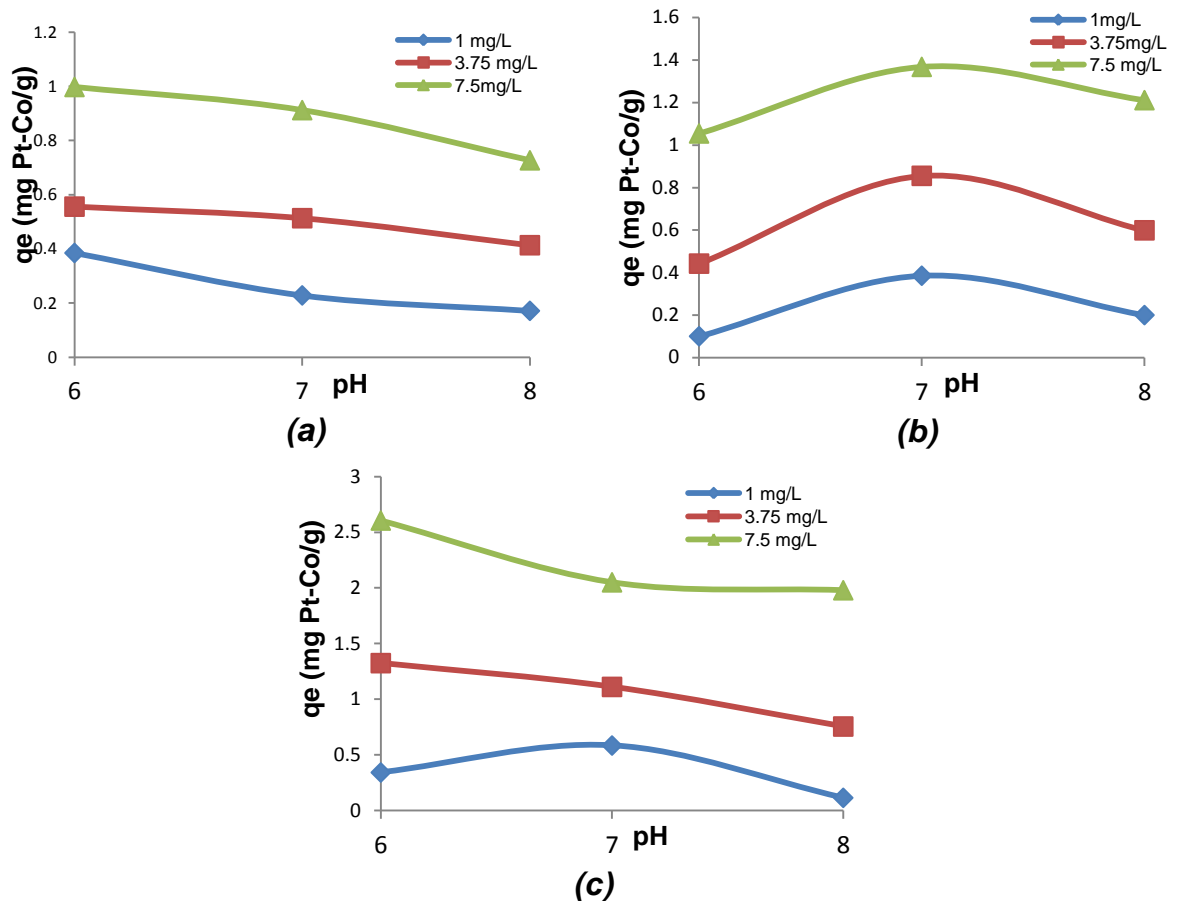 1.2
1
0.8
0.6
0.4
0.2
0
qe (mg Pt-Co/g)
1 mg/L
3.75 mg/L
7.5mg/L
6
7
8
pH
(a)
1.6
1.4
1.2
1
0.8
0.6
0.4
0.2
0
qe (mg Pt-Co/g)
1mg/L
3.75mg/L
7.5 mg/L
6
7
8
pH
(b)
3
2.5
2
1.5
1
0.5
0
qe (mg Pt-Co/g)
1 mg/L
3.75 mg/L
7.5 mg/L
6
7
8
pH
(c)